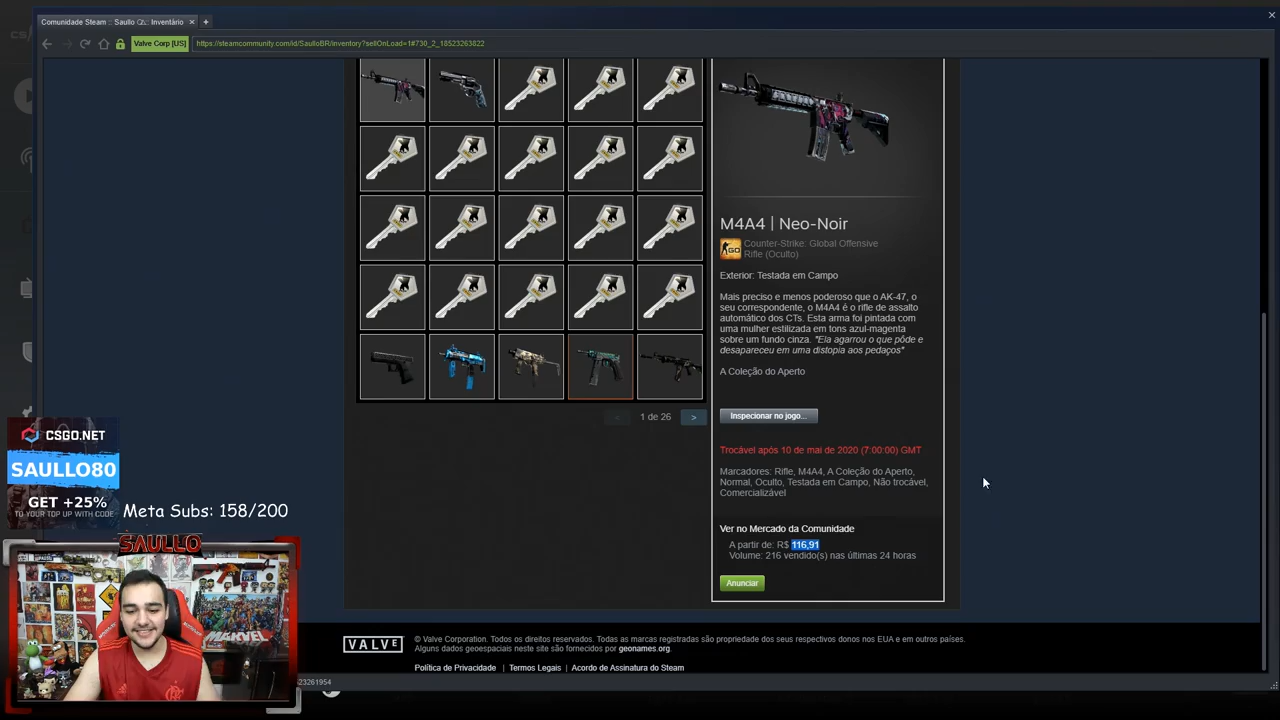 Comunidade Steam :: Saullo :: Inventário
Valve Corp [US]
https://steamcommunity.com/id/SaulloBR/inventory?sellOnLoad=1#730_2_18523263822
M4A4 | Neo-Noir
Counter-Strike: Global Offensive
Rifle (Oculto)
Exterior: Testada em Campo
Mais preciso e menos poderoso que o AK-47, o
seu correspondente, o M4A4 é o rifle de assalto
automático dos CTs. Esta arma foi pintada com
uma mulher estilizada em tons azul-magenta
sobre um fundo cinza. "Ela agarrou o que pôde e
desapareceu em uma distopia aos pedaços"
A Coleção do Aperto
1 de 26 >
Inspecionar no jogo...
Trocável após 10 de mai de 2020 (7:00:00) GMT
Marcadores: Rifle, M4A4, A Coleção do Aperto,
Normal, Oculto, Testada em Campo, Não trocável,
Comercializável
Ver no Mercado da Comunidade
A partir de: R$ 116,91
Volume: 216 vendido(s) nas últimas 24 horas
Anunciar
CSGO.NET
SAULLO80
GET +25%
TO YOUR TOP UP WITH CODE
Meta Subs: 158/200
SAULLO
MARVEL
VALVE
© Valve Corporation. Todos os direitos reservados. Todas as marcas registradas são propriedade dos seus respectivos donos nos EUA e em outros países.
Alguns dados geoespaciais neste site são fornecidos por geonames.org.
Política de Privacidade | Termos Legais | Acordo de Assinatura do Steam
23261954